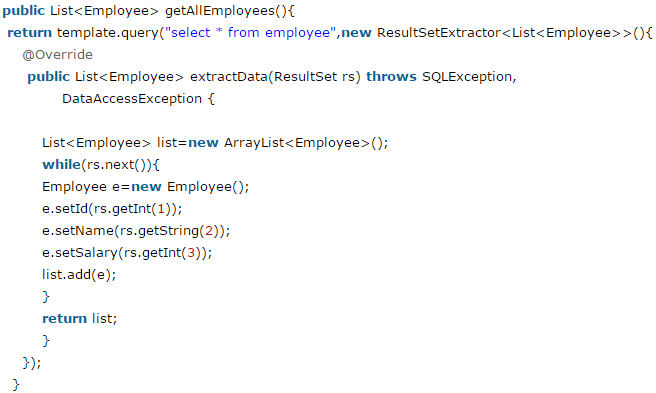 public List<Employee> getAllEmployees(){
return template.query("select * from employee",new ResultSetExtractor<List<Employee>>(){
@Override
public List<Employee> extractData(ResultSet rs) throws SQLException,
DataAccessException {
List<Employee> list=new ArrayList<Employee>();
while(rs.next()){
Employee e=new Employee();
e.setId(rs.getInt(1));
e.setName(rs.getString(2));
e.setSalary(rs.getInt(3));
list.add(e);
}
return list;
}
});
}